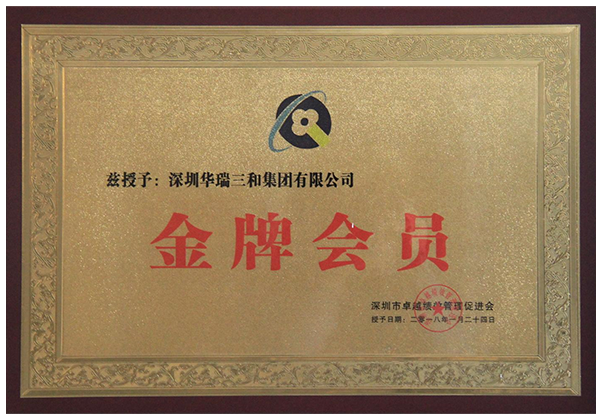 兹授予：深圳华瑞三和集团有限公司
金牌会员
深圳市卓越绩效管理促进会
授予日期：二零一八年一月二十四日